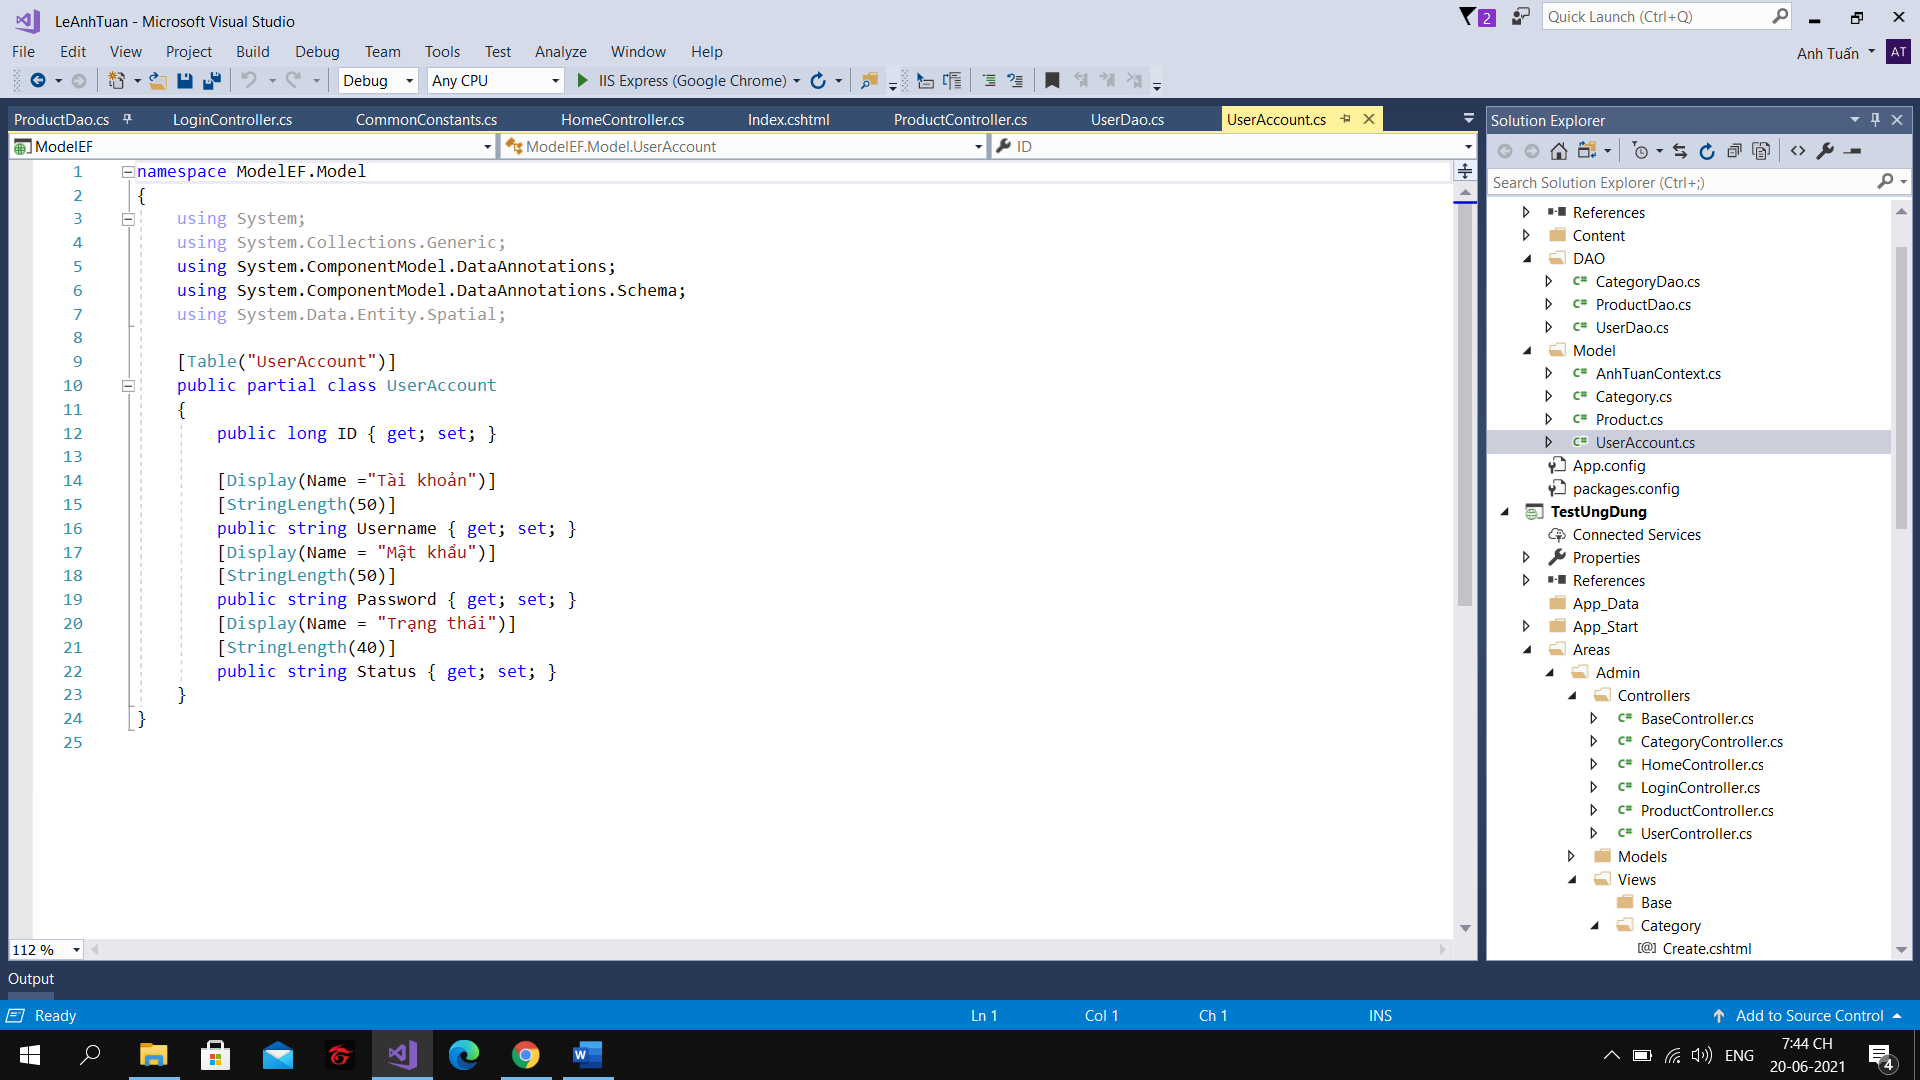 LeAnhTuan - Microsoft Visual Studio
2
Quick Launch (Ctrl+Q)
File Edit View Project Build Debug Team Tools Test Analyze Window Help
Anh Tuấn AT
Debug Any CPU IIS Express (Google Chrome)
ProductDao.cs LoginController.cs CommonConstants.cs HomeController.cs Index.cshtml ProductController.cs UserDao.cs UserAccount.cs
ModelEF ModelEF.Model.UserAccount ID
1 namespace ModelEF.Model
2 {
3 using System;
4 using System.Collections.Generic;
5 using System.ComponentModel.DataAnnotations;
6 using System.ComponentModel.DataAnnotations.Schema;
7 using System.Data.Entity.Spatial;
8
9 [Table("UserAccount")]
10 public partial class UserAccount
11 {
12 public long ID { get; set; }
13
14 [Display(Name ="Tài khoản")]
15 [StringLength(50)]
16 public string Username { get; set; }
17 [Display(Name = "Mật khẩu")]
18 [StringLength(50)]
19 public string Password { get; set; }
20 [Display(Name = "Trạng thái")]
21 [StringLength(40)]
22 public string Status { get; set; }
23 }
24 }
25
112 %
Solution Explorer
Search Solution Explorer (Ctrl+;)
References
Content
DAO
C# CategoryDao.cs
C# ProductDao.cs
C# UserDao.cs
Model
C# AnhTuanContext.cs
C# Category.cs
C# Product.cs
C# UserAccount.cs
App.config
packages.config
TestUngDung
Connected Services
Properties
References
App_Data
App_Start
Areas
Admin
Controllers
C# BaseController.cs
C# CategoryController.cs
C# HomeController.cs
C# LoginController.cs
C# ProductController.cs
C# UserController.cs
Models
Views
Base
Category
[@] Create.cshtml
Output
Ready Ln 1 Col 1 Ch 1 INS Add to Source Control
ENG
7:44 CH
20-06-2021
4